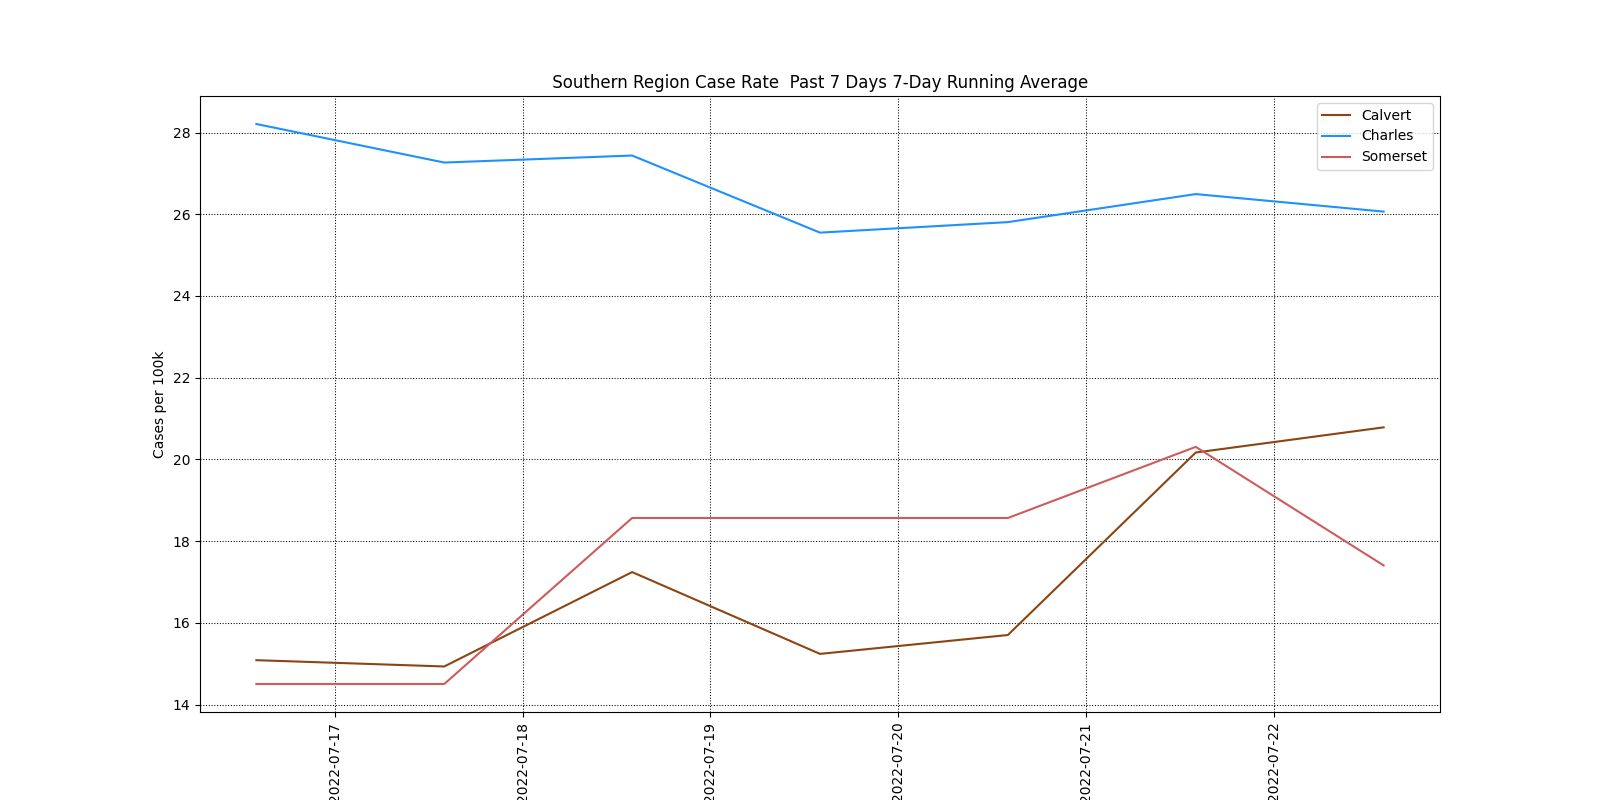 Southern Region Case Rate  Past 7 Days 7-Day Running Average
Calvert
Charles
Somerset
Cases per 100k
28
26
24
22
20
18
16
14
2022-07-17
2022-07-18
2022-07-19
2022-07-20
2022-07-21
2022-07-22